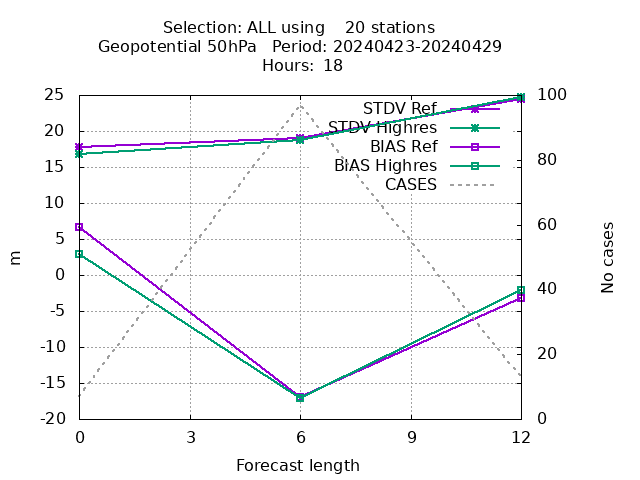 Selection: ALL using    20 stations
Geopotential 50hPa   Period: 20240423-20240429
Hours: 18
25
20
15
10
5
0
-5
-10
-15
-20
m
STDV Ref
STDV Highres
BIAS Ref
BIAS Highres
CASES
100
80
60
40
20
0
No cases
0 3 6 9 12
Forecast length